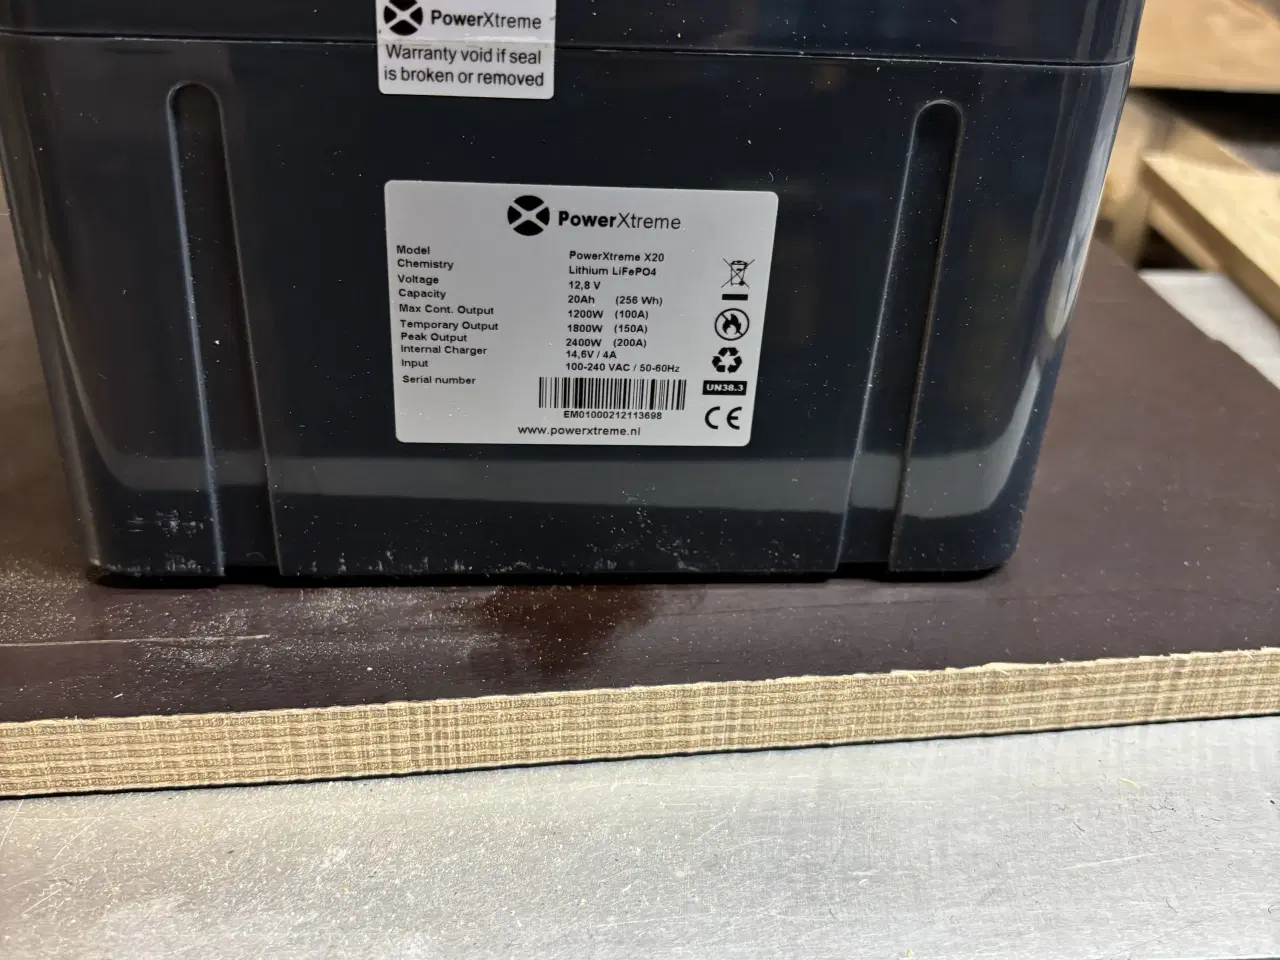 PowerXtreme
Warranty void if seal
is broken or removed
PowerXtreme
Model PowerXtreme X20
Chemistry Lithium LiFePO4
Voltage 12,8 V
Capacity 20Ah (256 Wh)
Max Cont. Output 1200W (100A)
Temporary Output 1800W (150A)
Peak Output 2400W (200A)
Internal Charger 14,6V / 4A
Input 100-240 VAC / 50-60Hz
Serial number
EM01000212113698
www.powerxtreme.nl
UN38.3
CE